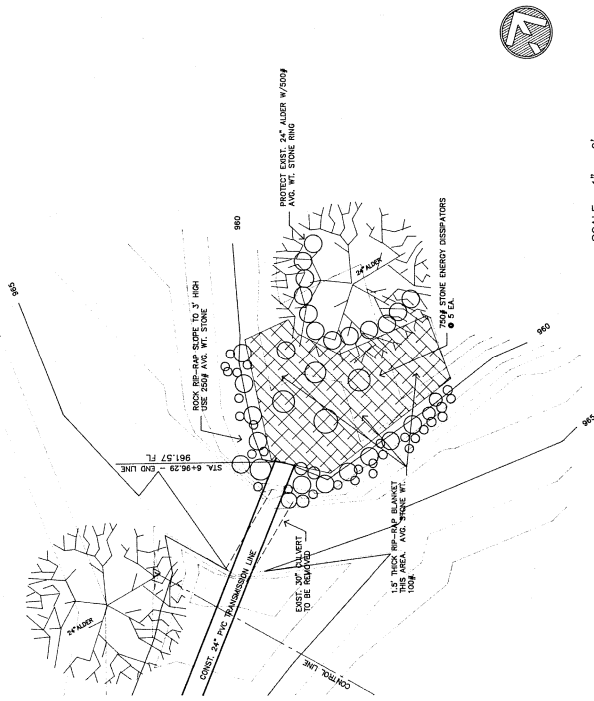 965
960
ROCK RIP-RAP SLOPE TO 3' HIGH
USE 250# AVG. WT. STONE
PROTECT EXIST. 24" ALDER W/500#
AVG. WT. STONE RING
STA. 6+96.29 - END LINE
961.57 FL
24" ALDER
24" ALDER
CONST. 24" PVC TRANSMISSION LINE
EXIST. 30" CULVERT
TO BE REMOVED
1.5' THICK RIP-RAP BLANKET
THIS AREA. AVG. STONE WT.
100#.
750# STONE ENERGY DISSIPATORS
5 EA.
CONTROL LINE
960
965